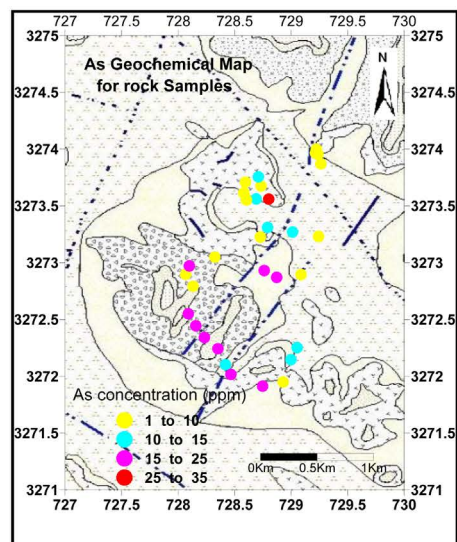 727 727.5 728 728.5 729 729.5 730
3275 3275
As Geochemical Map
for rock Samples
N
3274.5 3274.5
3274 3274
3273.5 3273.5
3273 3273
3272.5 3272.5
3272 3272
As concentration (ppm)
1 to 10
3271.5 3271.5
10 to 15
15 to 25
0Km 0.5Km 1Km
25 to 35
3271 3271
727 727.5 728 728.5 729 729.5 730